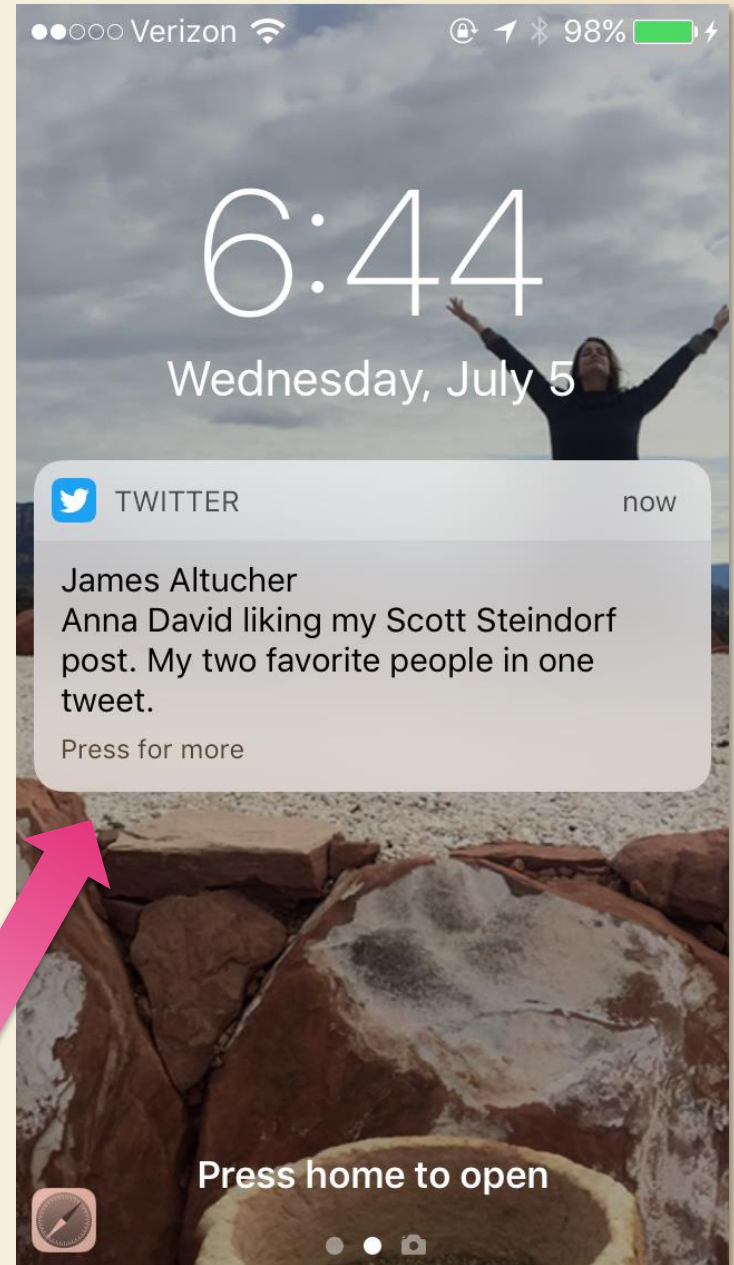 Verizon 98%
6:44
Wednesday, July 5
TWITTER now
James Altucher
Anna David liking my Scott Steindorf
post. My two favorite people in one
tweet.
Press for more
Press home to open